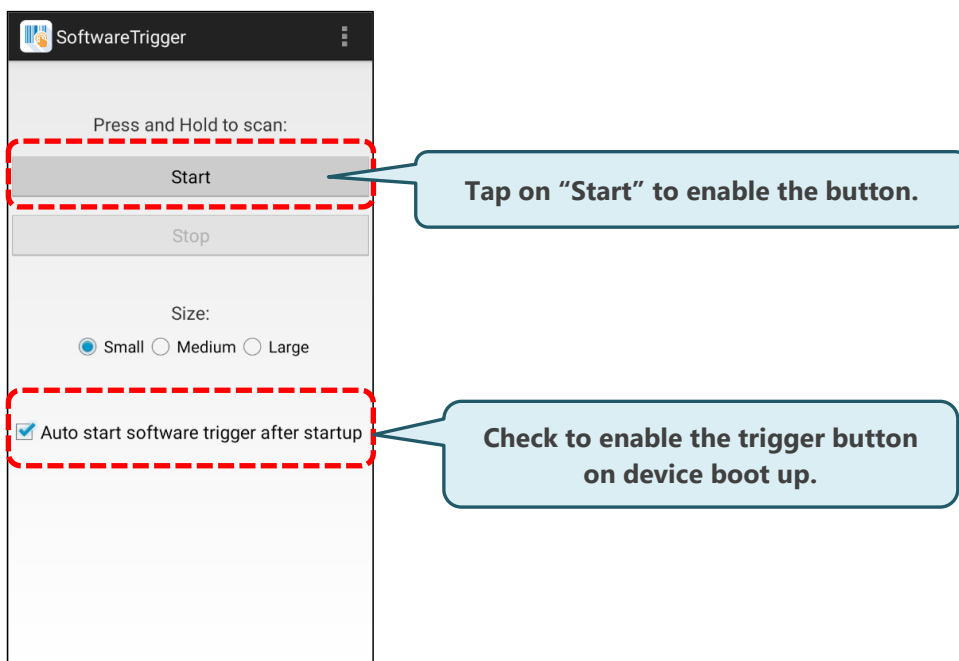 SoftwareTrigger
Press and Hold to scan:
Start
Tap on “Start” to enable the button.
Stop
Size:
Small Medium Large
Auto start software trigger after startup
Check to enable the trigger button
on device boot up.